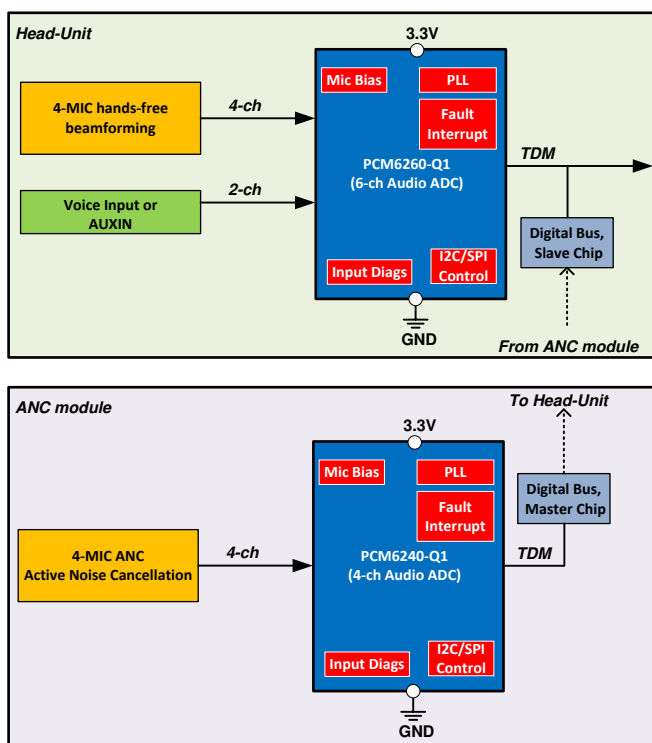 Head-Unit
3.3V
Mic Bias
PLL
4-MIC hands-free
beamforming
4-ch
Fault
Interrupt
PCM6260-Q1
(6-ch Audio ADC)
TDM
Voice Input or
AUXIN
2-ch
Digital Bus,
Slave Chip
Input Diags
I2C/SPI
Control
GND
From ANC module
ANC module
To Head-Unit
3.3V
Mic Bias
PLL
Digital Bus,
Master Chip
Fault
Interrupt
4-MIC ANC
Active Noise Cancellation
4-ch
PCM6240-Q1
(4-ch Audio ADC)
TDM
Input Diags
I2C/SPI
Control
GND